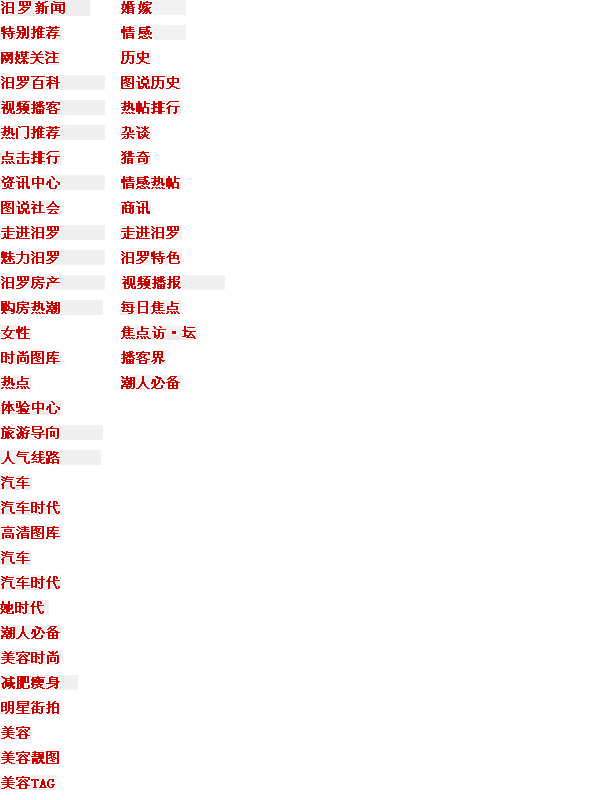 汨罗新闻
特别推荐
网媒关注
汨罗百科
视频播客
热门推荐
点击排行
资讯中心
图说社会
走进汨罗
魅力汨罗
汨罗房产
购房热潮
女性
时尚图库
热点
体验中心
旅游导向
人气线路
汽车
汽车时代
高清图库
汽车
汽车时代
她时代
潮人必备
美容时尚
减肥瘦身
明星街拍
美容
美容靓图
美容TAG
婚嫁
情感
历史
图说历史
热帖排行
杂谈
猎奇
情感热帖
商讯
走进汨罗
汨罗特色
视频播报
每日焦点
焦点访·坛
播客界
潮人必备